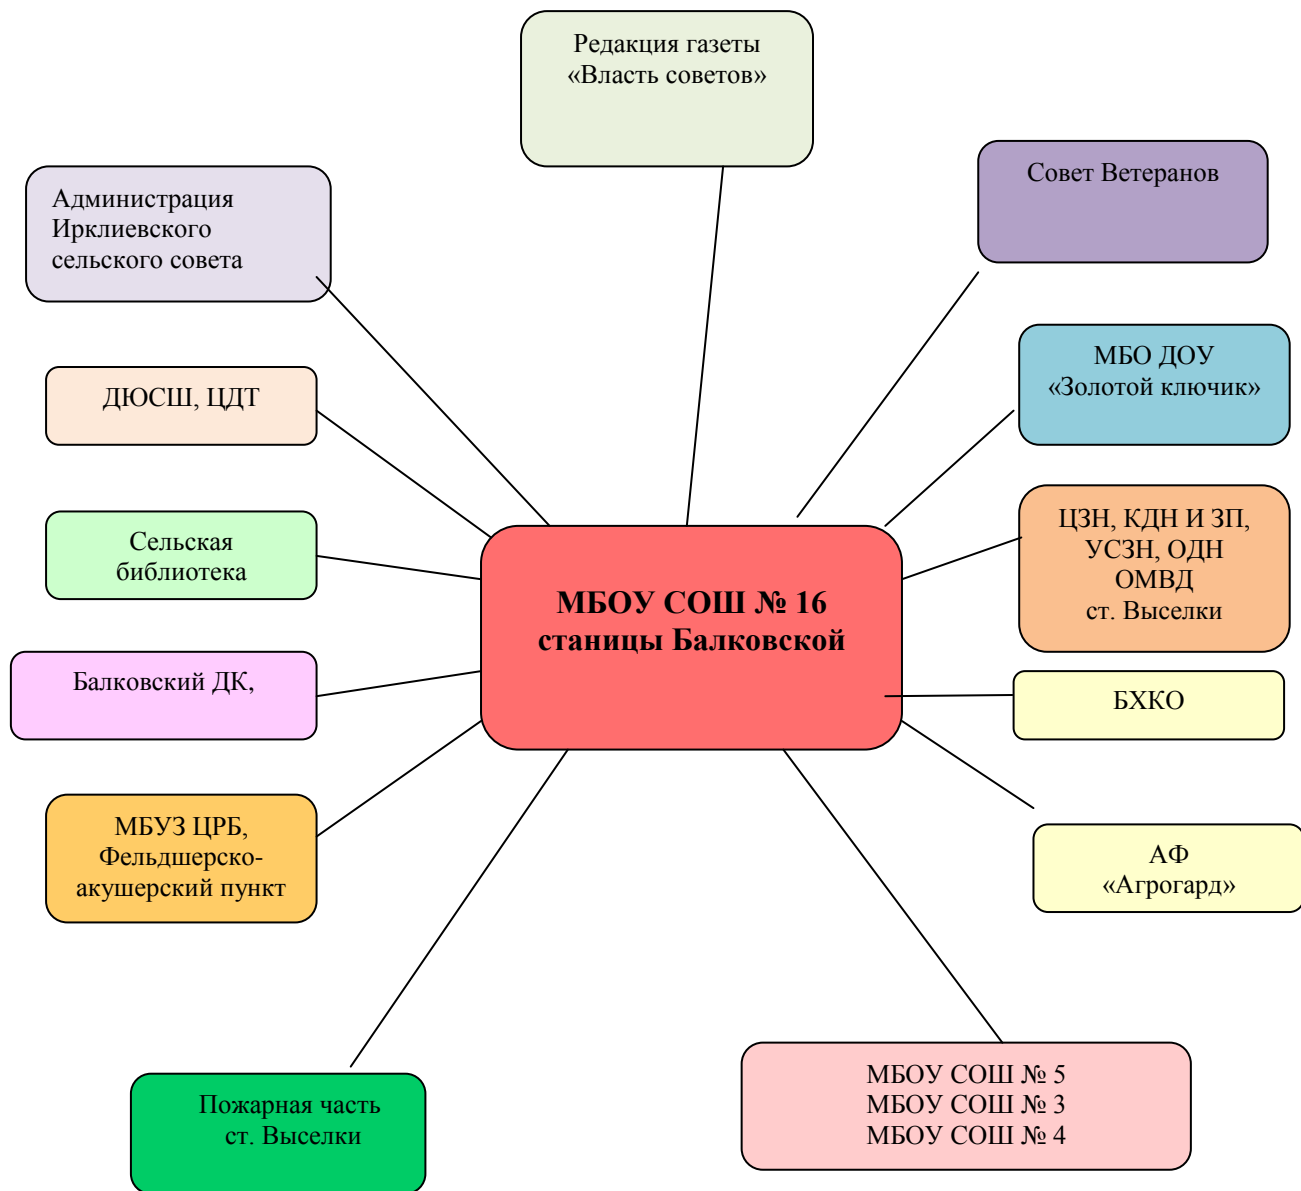 Редакция газеты
«Власть советов»
Совет Ветеранов
Администрация
Ирклиевского
сельского совета
МБО ДОУ
«Золотой ключик»
ДЮСШ, ЦДТ
ЦЗН, КДН И ЗП,
УСЗН, ОДН
ОМВД
ст. Выселки
Сельская
библиотека
МБОУ СОШ № 16
станицы Балковской
Балковский ДК,
БХКО
МБУЗ ЦРБ,
Фельдшерско-
акушерский пункт
АФ
«Агрогард»
Пожарная часть
ст. Выселки
МБОУ СОШ № 5
МБОУ СОШ № 3
МБОУ СОШ № 4